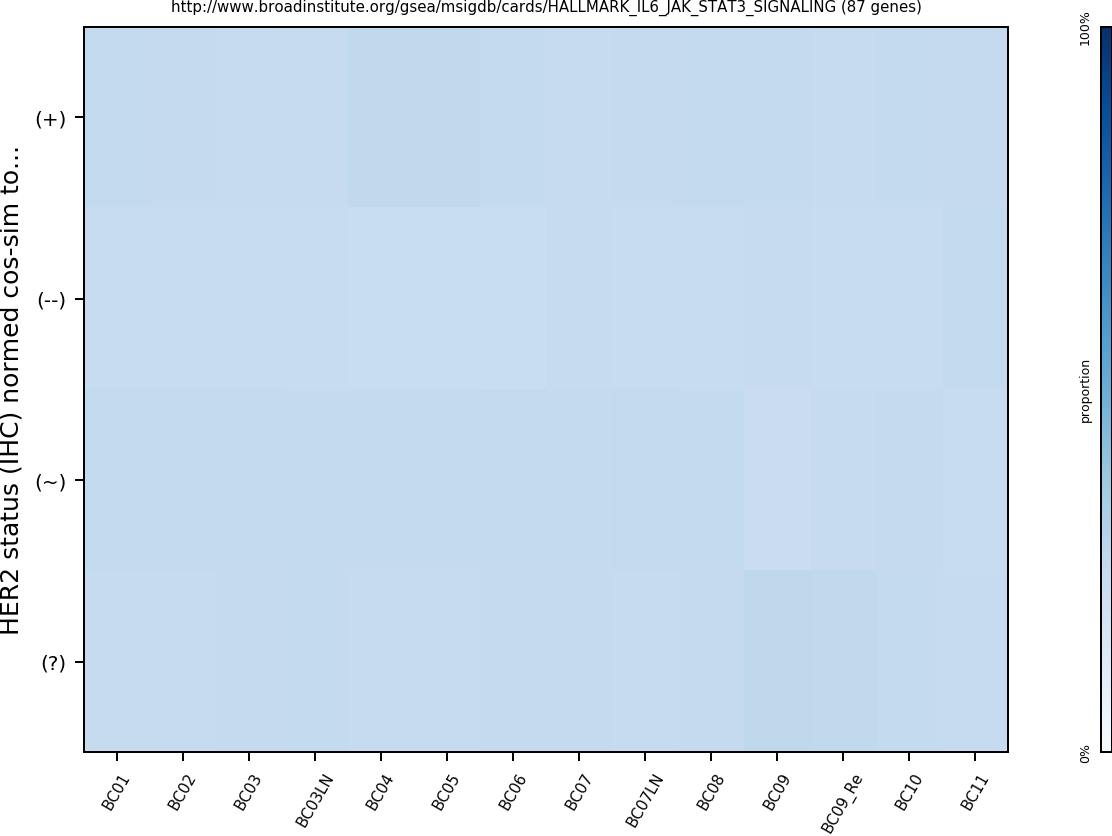 http://www.broadinstitute.org/gsea/msigdb/cards/HALLMARK_IL6_JAK_STAT3_SIGNALING (87 genes)
HER2 status (IHC) normed cos-sim to...
(+)
(--)
(~)
(?)
BC01
BC02
BC03
BC03LN
BC04
BC05
BC06
BC07
BC07LN
BC08
BC09
BC09_Re
BC10
BC11
100%
proportion
0%